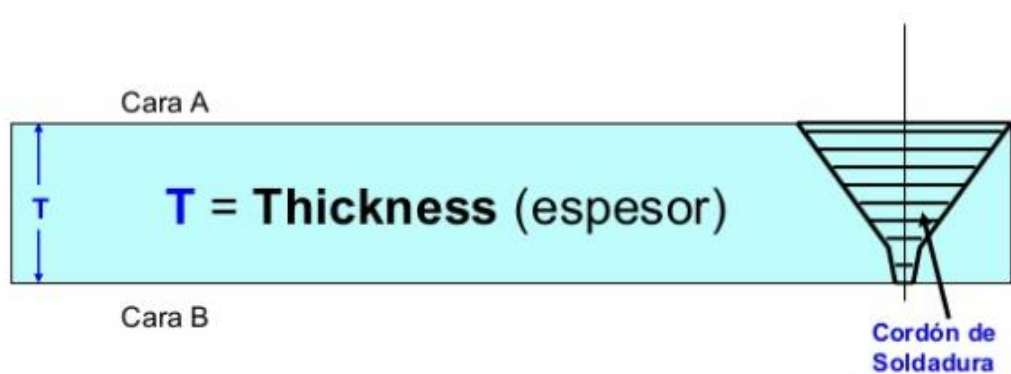 Cara A
T
T = Thickness (espesor)
Cara B
Cordón de
Soldadura